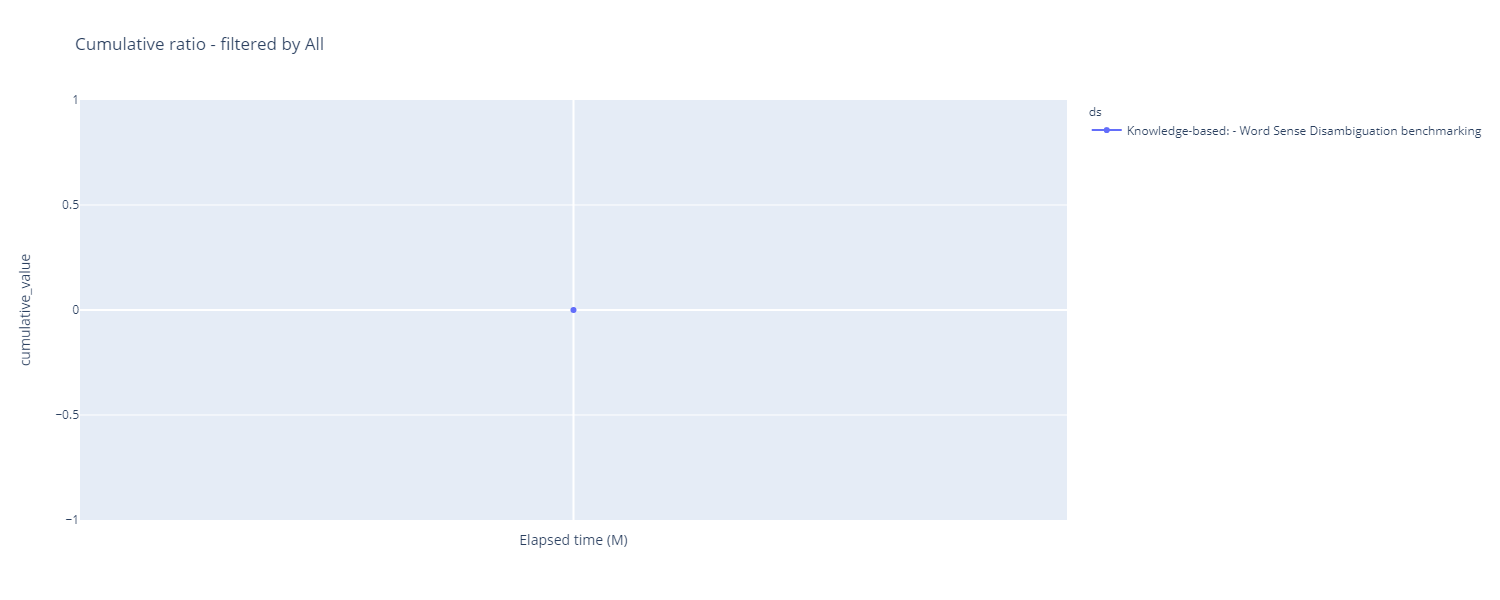 Cumulative ratio - filtered by All
1
0.5
0
−0.5
−1
cumulative_value
Elapsed time (M)
ds
Knowledge-based: - Word Sense Disambiguation benchmarking